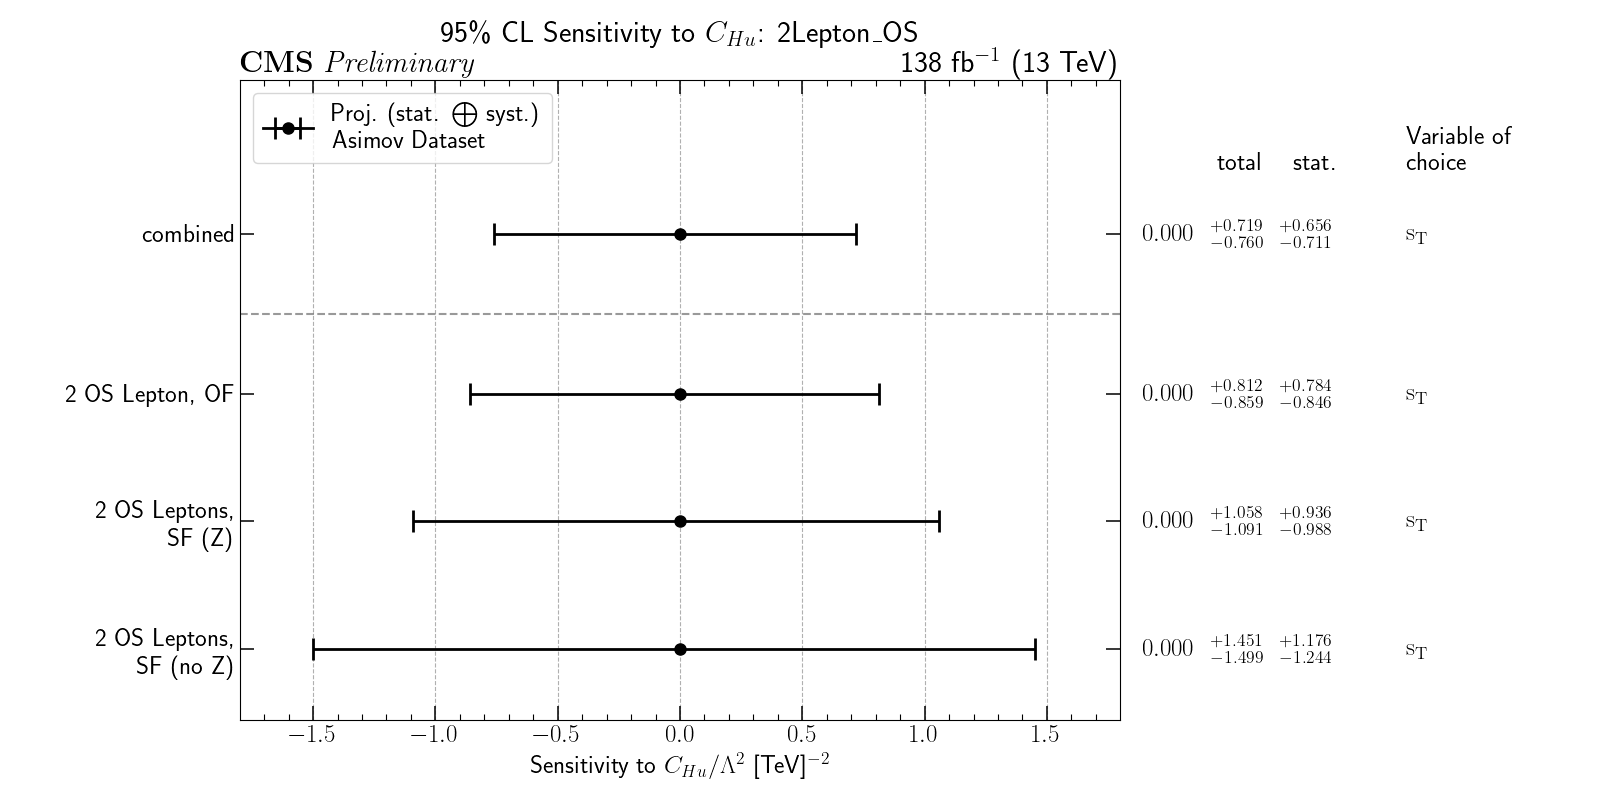 95% CL Sensitivity to C_{Hu}: 2Lepton_OS
CMS Preliminary 138 fb⁻¹ (13 TeV)
Proj. (stat. ⊕ syst.)
Asimov Dataset
Variable of
total stat. choice
combined 0.000 +0.719 −0.760 +0.656 −0.711 s_T
2 OS Lepton, OF 0.000 +0.812 −0.859 +0.784 −0.846 s_T
2 OS Leptons,
SF (Z) 0.000 +1.058 −1.091 +0.936 −0.988 s_T
2 OS Leptons,
SF (no Z) 0.000 +1.451 −1.499 +1.176 −1.244 s_T
−1.5 −1.0 −0.5 0.0 0.5 1.0 1.5
Sensitivity to C_{Hu}/Λ² [TeV]⁻²